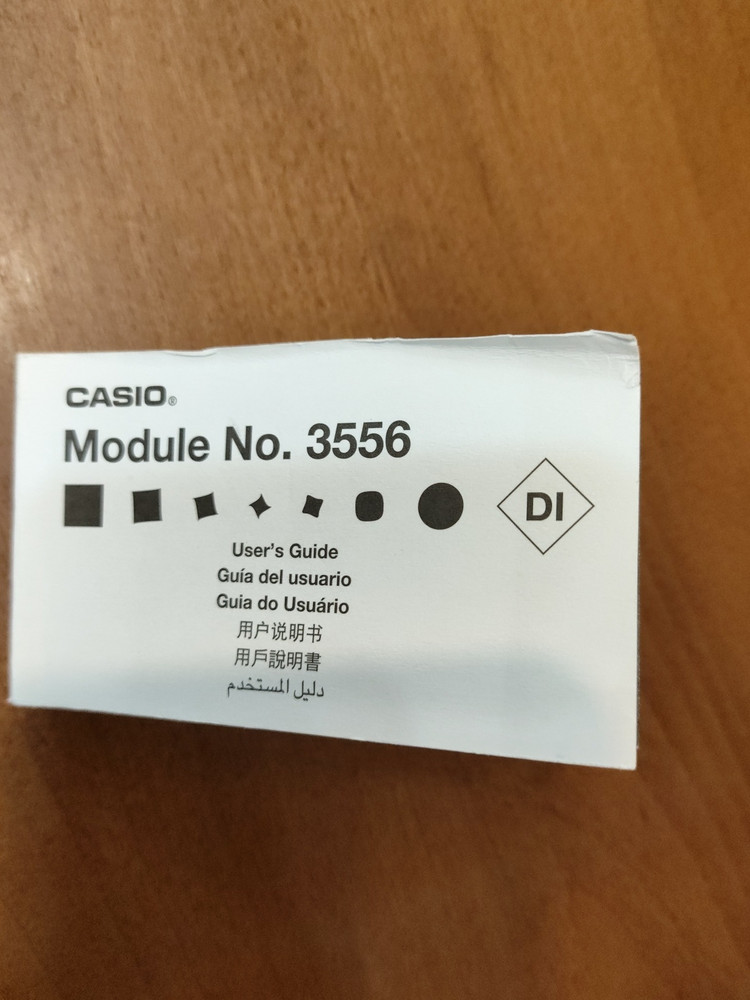 CASIO®
Module No. 3556
DI
User's Guide
Guía del usuario
Guia do Usuário
用户说明书
用戶說明書
دليل المستخدم